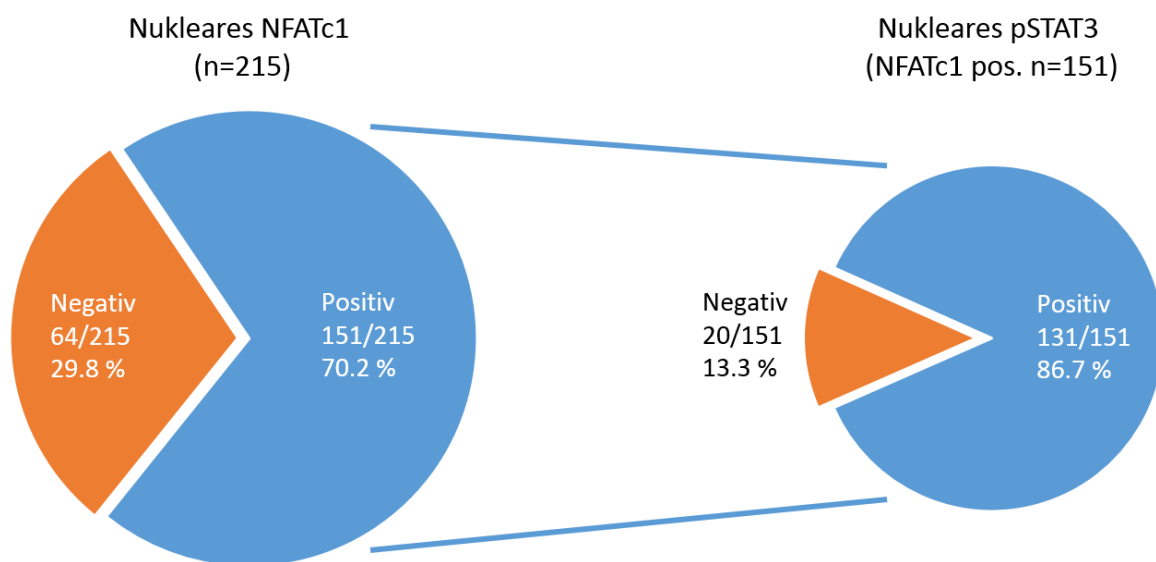 Nukleares NFATc1
(n=215)
Nukleares pSTAT3
(NFATc1 pos. n=151)
Negativ
64/215
29.8 %
Positiv
151/215
70.2 %
Negativ
20/151
13.3 %
Positiv
131/151
86.7 %